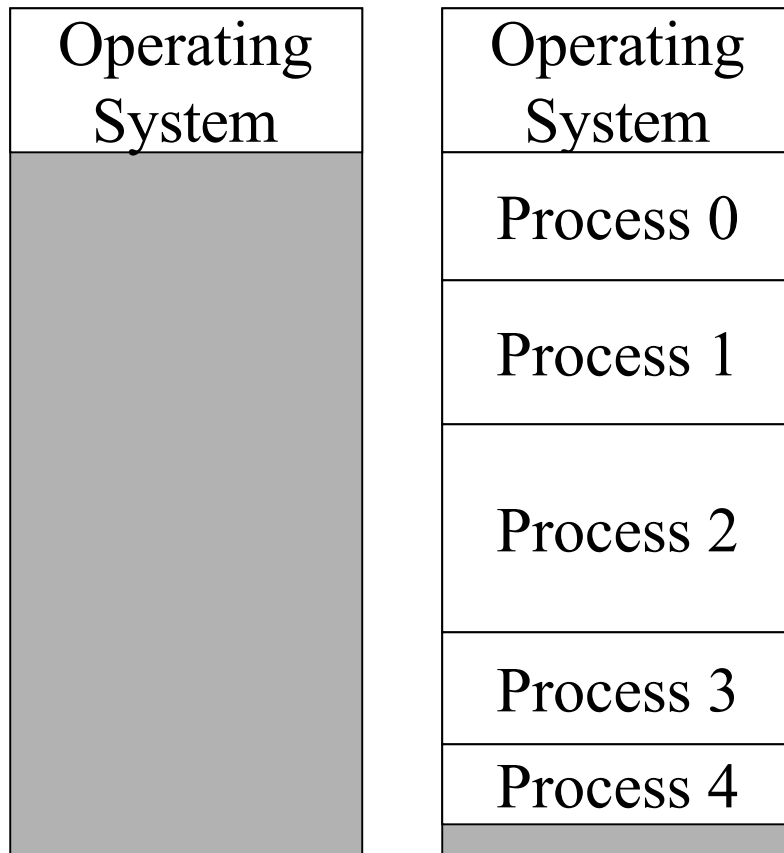 Operating
System
Operating
System
Process 0
Process 1
Process 2
Process 3
Process 4